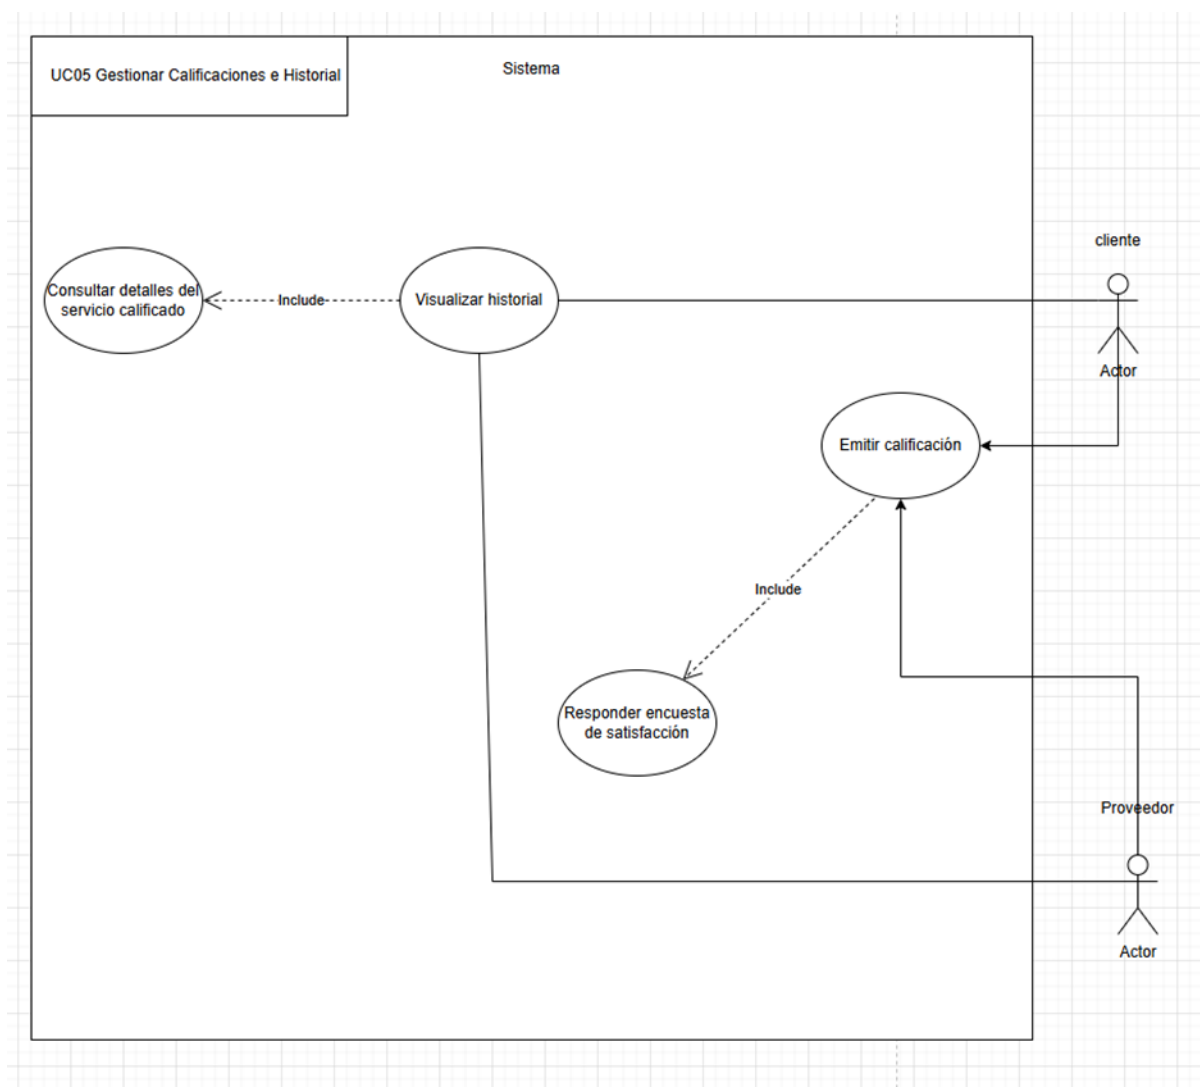 UC05 Gestionar Calificaciones e Historial
Sistema
cliente
Consultar detalles del
servicio calificado
Include
Visualizar historial
Actor
Emitir calificación
Include
Responder encuesta
de satisfacción
Proveedor
Actor